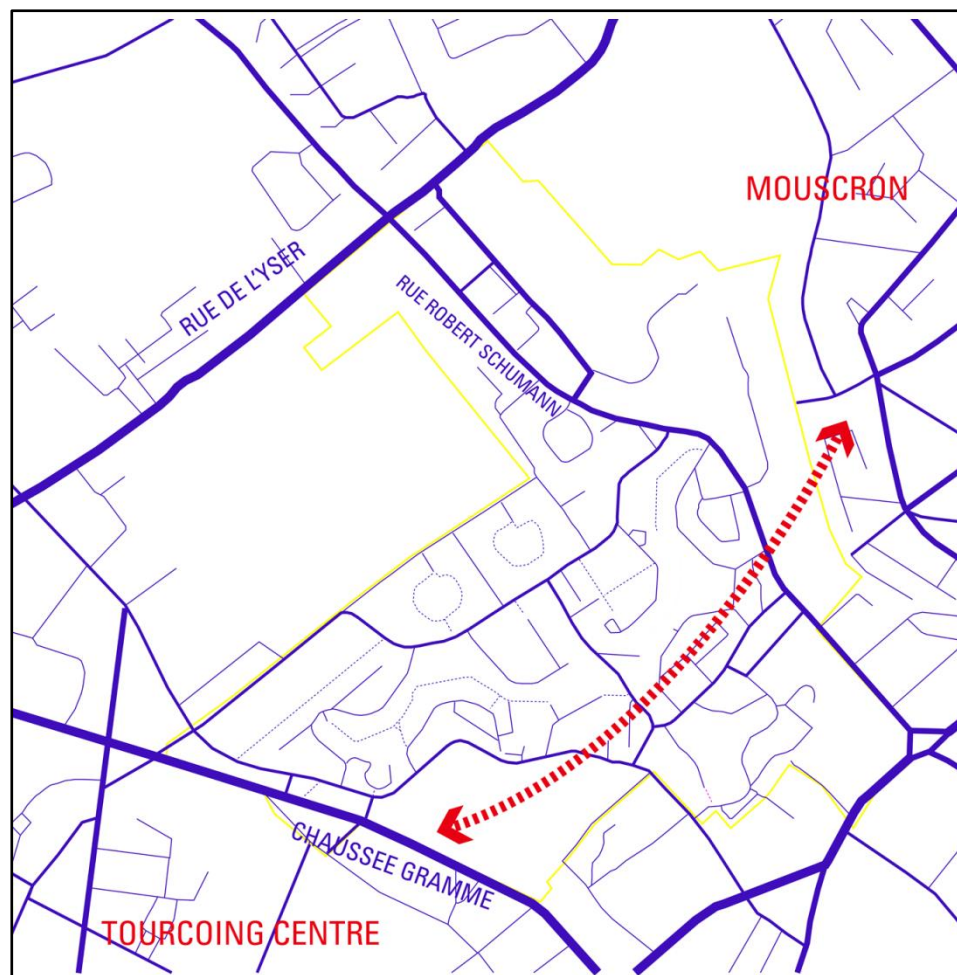 MOUSCRON
RUE DE L'YSER
RUE ROBERT SCHUMANN
CHAUSSEE GRAMME
TOURCOING CENTRE